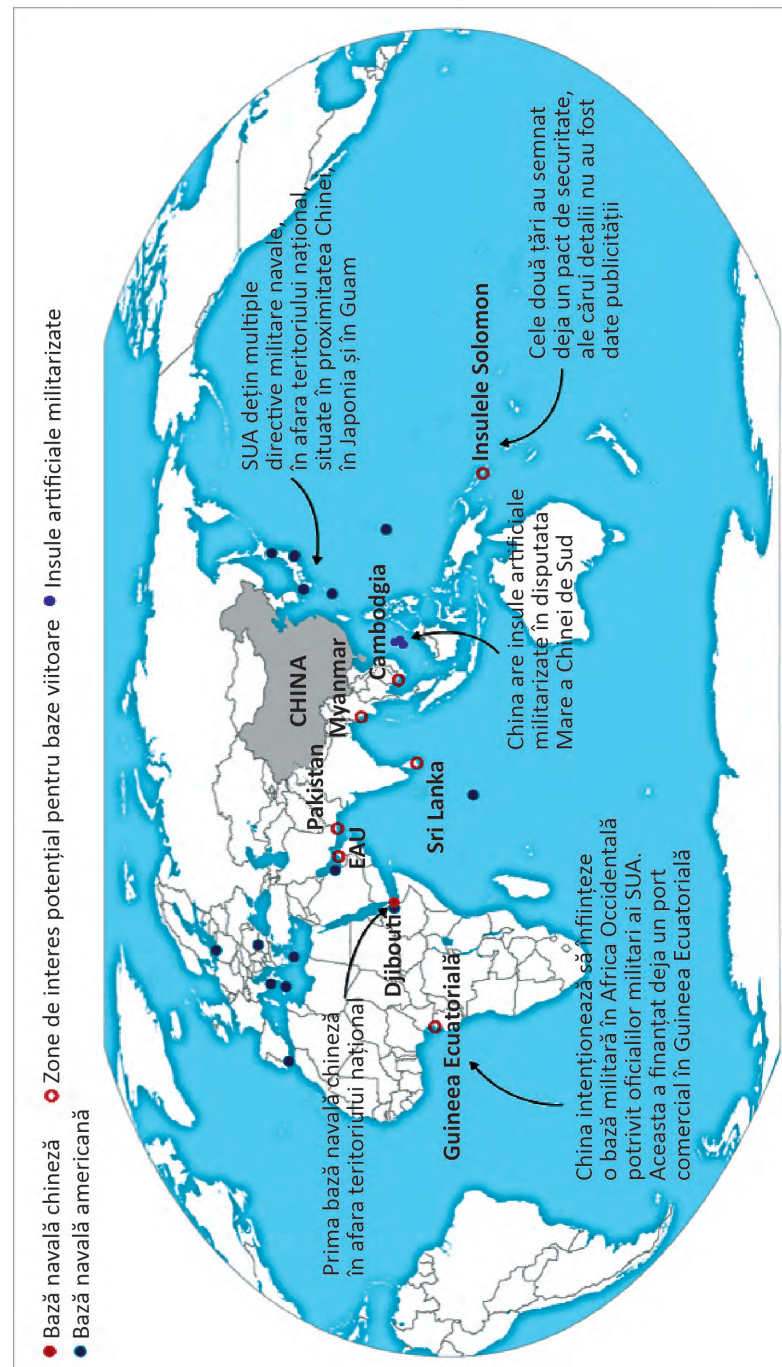 Bază navală chineză
Zone de interes potențial pentru baze viitoare
Insule artificiale militarizate
Bază navală americană
SUA dețin multiple
directive militare navale,
în afara teritoriului național,
situate în proximitatea Chinei,
în Japonia și în Guam
CHINA
Myanmar
Cambodgia
Pakistan
EAU
Sri Lanka
Djibouti
Guineea Ecuatorială
Insulele Solomon
Prima bază navală chineză
în afara teritoriului național
China intenționează să înființeze
o bază militară în Africa Occidentală
potrivit oficialilor militari ai SUA.
Aceasta a finanțat deja un port
comercial în Guineea Ecuatorială
China are insule artificiale
militarizate în disputata
Mare a Chinei de Sud
Cele două țări au semnat
deja un pact de securitate,
ale cărui detalii nu au fost
date publicității